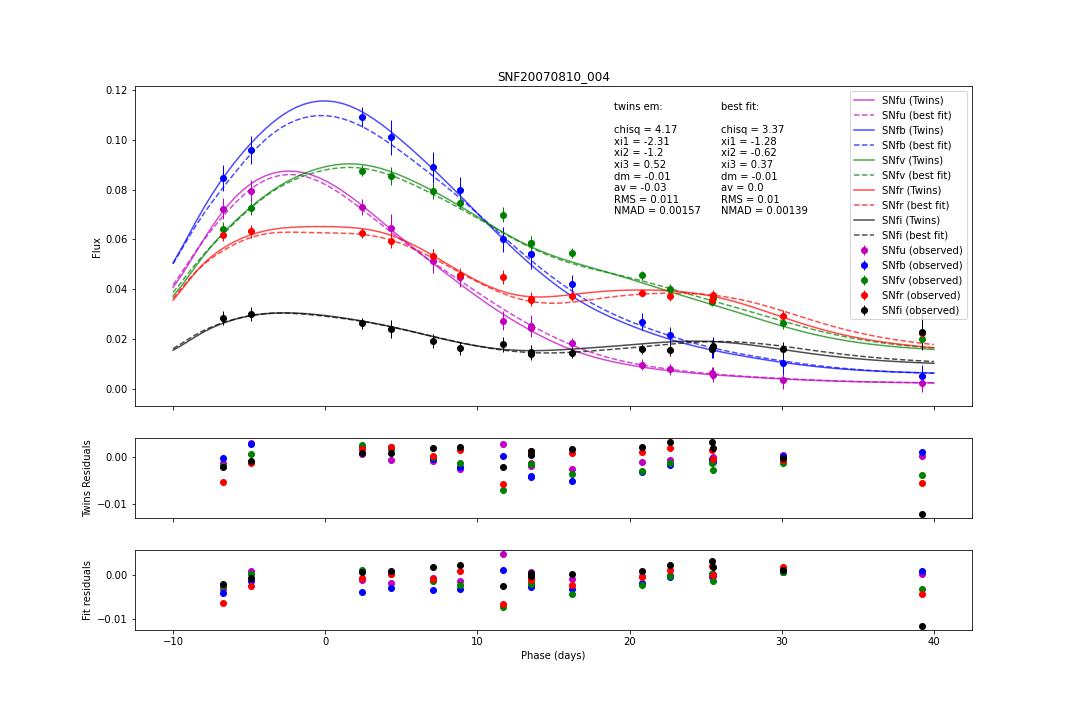 SNF20070810_004
0.12
0.10
0.08
0.06
0.04
0.02
0.00
Flux
twins em:
chisq = 4.17
xi1 = -2.31
xi2 = -1.2
xi3 = 0.52
dm = -0.01
av = -0.03
RMS = 0.011
NMAD = 0.00157
best fit:
chisq = 3.37
xi1 = -1.28
xi2 = -0.62
xi3 = 0.37
dm = -0.01
av = 0.0
RMS = 0.01
NMAD = 0.00139
SNfu (Twins)
SNfu (best fit)
SNfb (Twins)
SNfb (best fit)
SNfv (Twins)
SNfv (best fit)
SNfr (Twins)
SNfr (best fit)
SNfi (Twins)
SNfi (best fit)
SNfu (observed)
SNfb (observed)
SNfv (observed)
SNfr (observed)
SNfi (observed)
0.00
−0.01
Twins Residuals
0.00
−0.01
Fit residuals
−10
0
10
20
30
40
Phase (days)